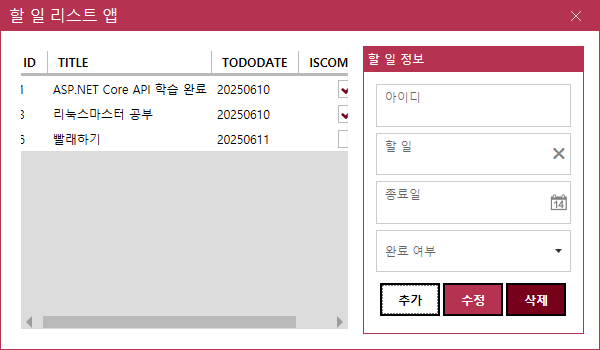 할 일 리스트 앱
ID TITLE TODODATE ISCOM
1 ASP.NET Core API 학습 완료 20250610
3 리눅스마스터 공부 20250610
빨래하기 20250611
할 일 정보
아이디
할 일
종료일
14
완료 여부
추가 수정 삭제